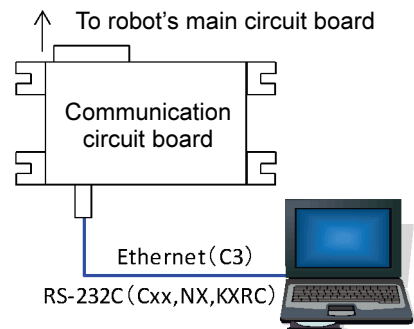 To robot's main circuit board
Communication
circuit board
Ethernet(C3)
RS-232C(Cxx,NX,KXRC)